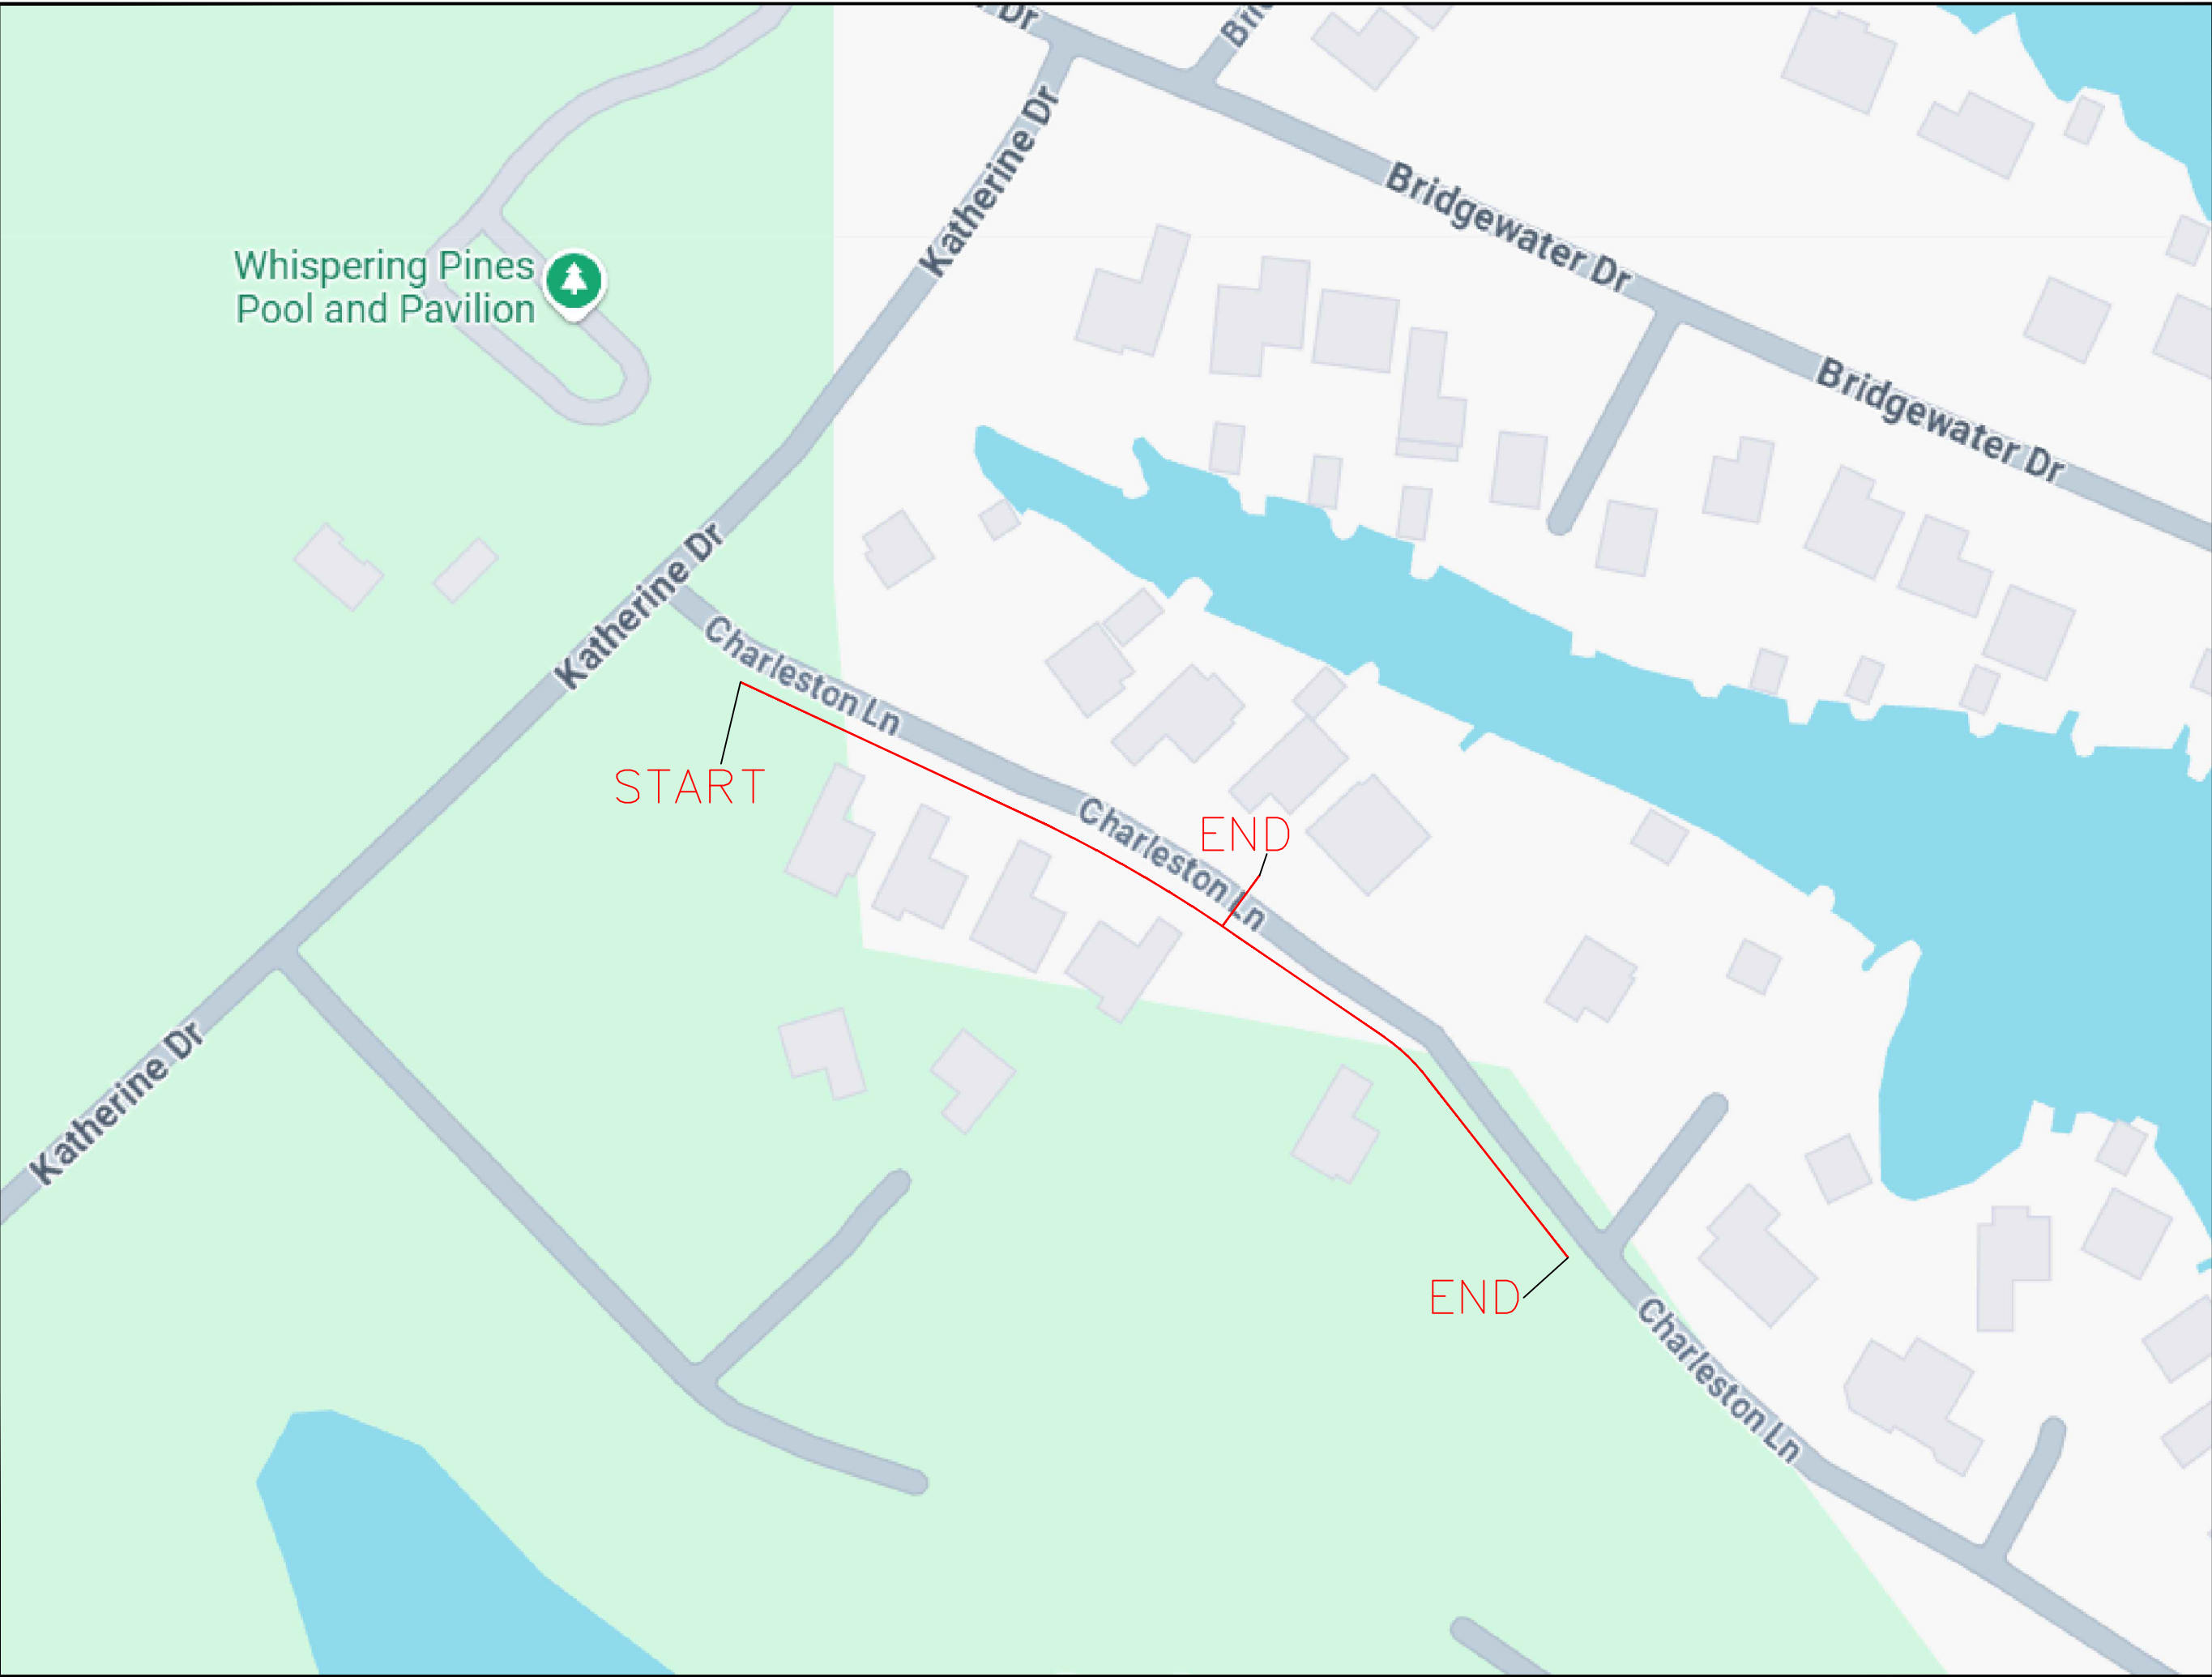 Dr
Katherine Dr
Bridgewater Dr
Whispering Pines
Pool and Pavilion
Bridgewater Dr
Katherine Dr
Charleston Ln
START
Charleston Ln
END
Katherine Dr
END
Charleston Ln